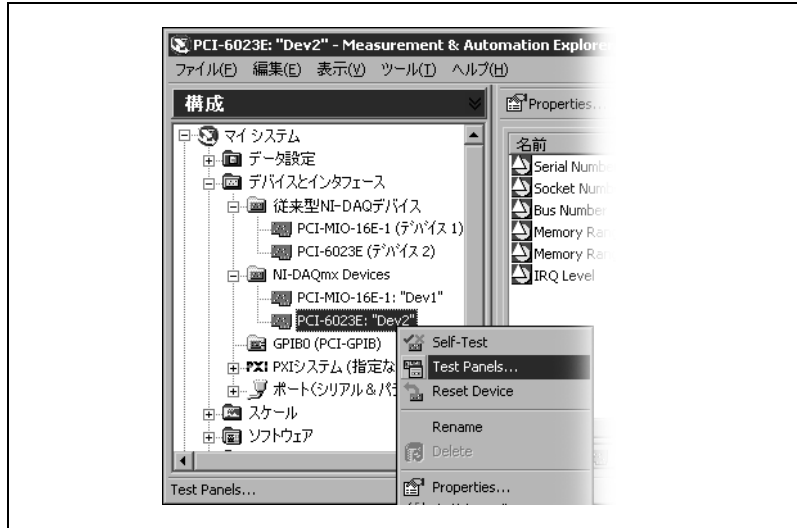 PCI-6023E: "Dev2" - Measurement & Automation Explorer
ファイル(F) 編集(E) 表示(V) ツール(T) ヘルプ(H)
構成
Properties...
マイ システム
データ設定
デバイスとインタフェース
従来型NI-DAQデバイス
PCI-MIO-16E-1 (デバイス 1)
PCI-6023E (デバイス 2)
NI-DAQmx Devices
PCI-MIO-16E-1: "Dev1"
PCI-6023E: "Dev2"
GPIB0 (PCI-GPIB)
PXI PXIシステム (指定な
ポート(シリアル & パラ
スケール
ソフトウェア
名前
Serial Number
Socket Num
Bus Number
Memory Ran
Memory Ran
IRQ Level
Self-Test
Test Panels...
Reset Device
Rename
Delete
Properties...
Test Panels...